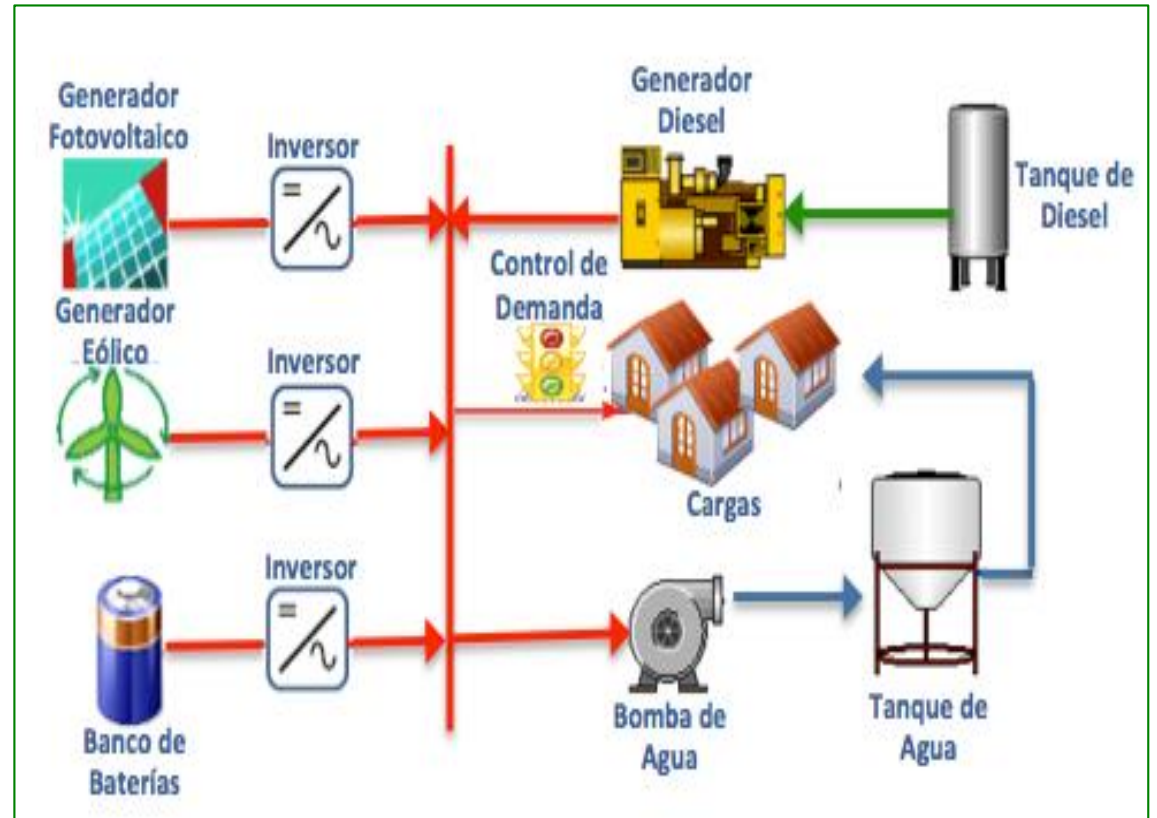 Generador
Fotovoltaico
Inversor
Generador
Diesel
Tanque de
Diesel
Generador
Eólico
Inversor
Control de
Demanda
Cargas
Banco de
Baterías
Inversor
Bomba de
Agua
Tanque de
Agua